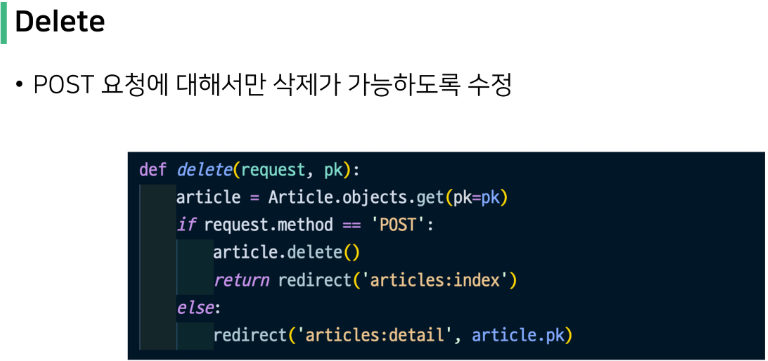 Delete
• POST 요청에 대해서만 삭제가 가능하도록 수정
def delete(request, pk):
    article = Article.objects.get(pk=pk)
    if request.method == 'POST':
        article.delete()
        return redirect('articles:index')
    else:
        redirect('articles:detail', article.pk)